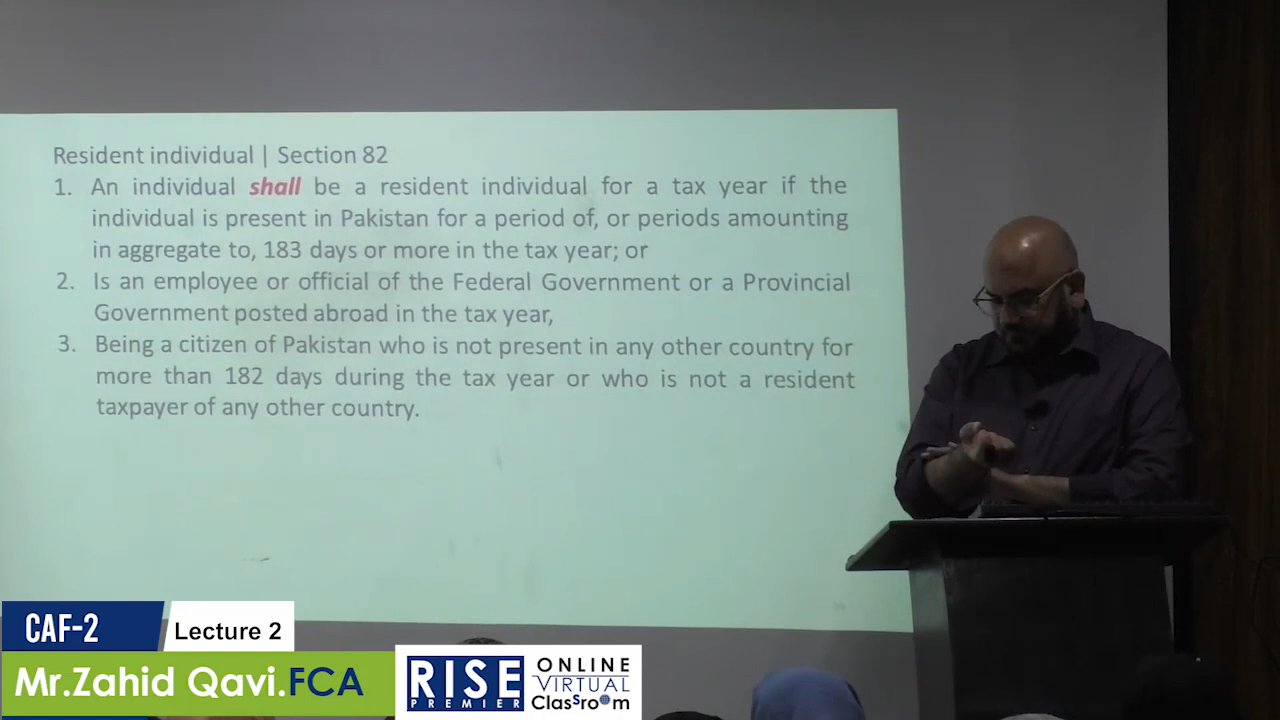 Resident individual | Section 82
1. An individual shall be a resident individual for a tax year if the
individual is present in Pakistan for a period of, or periods amounting
in aggregate to, 183 days or more in the tax year; or
2. Is an employee or official of the Federal Government or a Provincial
Government posted abroad in the tax year,
3. Being a citizen of Pakistan who is not present in any other country for
more than 182 days during the tax year or who is not a resident
taxpayer of any other country.
CAF-2
Lecture 2
Mr.Zahid Qavi.FCA
RISE
PREMIER
ONLINE
VIRTUAL
Classroom